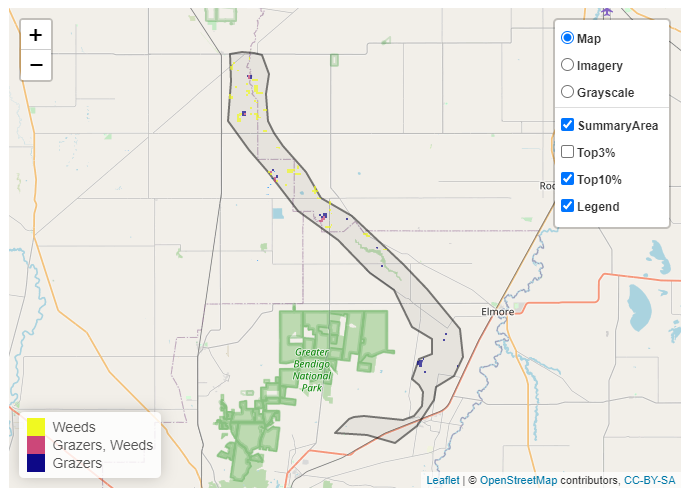 +
−
Map
Imagery
Grayscale
SummaryArea
Top3%
Top10%
Legend
Elmore
Greater
Bendigo
National
Park
Weeds
Grazers, Weeds
Grazers
Leaflet | © OpenStreetMap contributors, CC-BY-SA